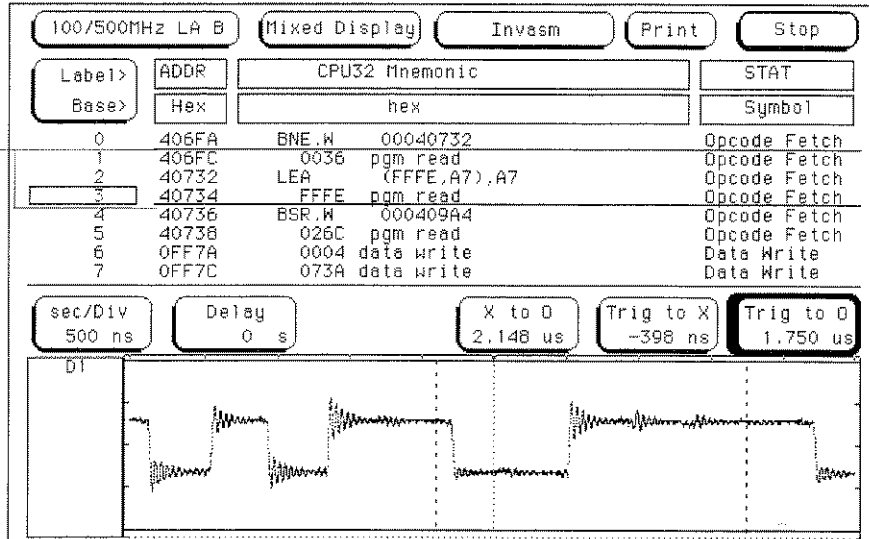 100/500MHz LA B Mixed Display Invasm Print Stop
Label> ADDR CPU32 Mnemonic STAT
Base> Hex hex Symbol
0 406FA BNE.W 00040732 Opcode Fetch
1 406FC 0036 pgm read Opcode Fetch
2 40732 LEA (FFFE,A7),A7 Opcode Fetch
3 40734 FFFE pgm read Opcode Fetch
4 40736 BSR.W 000409A4 Opcode Fetch
5 40738 026C pgm read Opcode Fetch
6 0FF7A 0004 data write Data Write
7 0FF7C 073A data write Data Write
sec/Div Delay X to O Trig to X Trig to O
500 ns 0 s 2.148 us -398 ns 1.750 us
D1